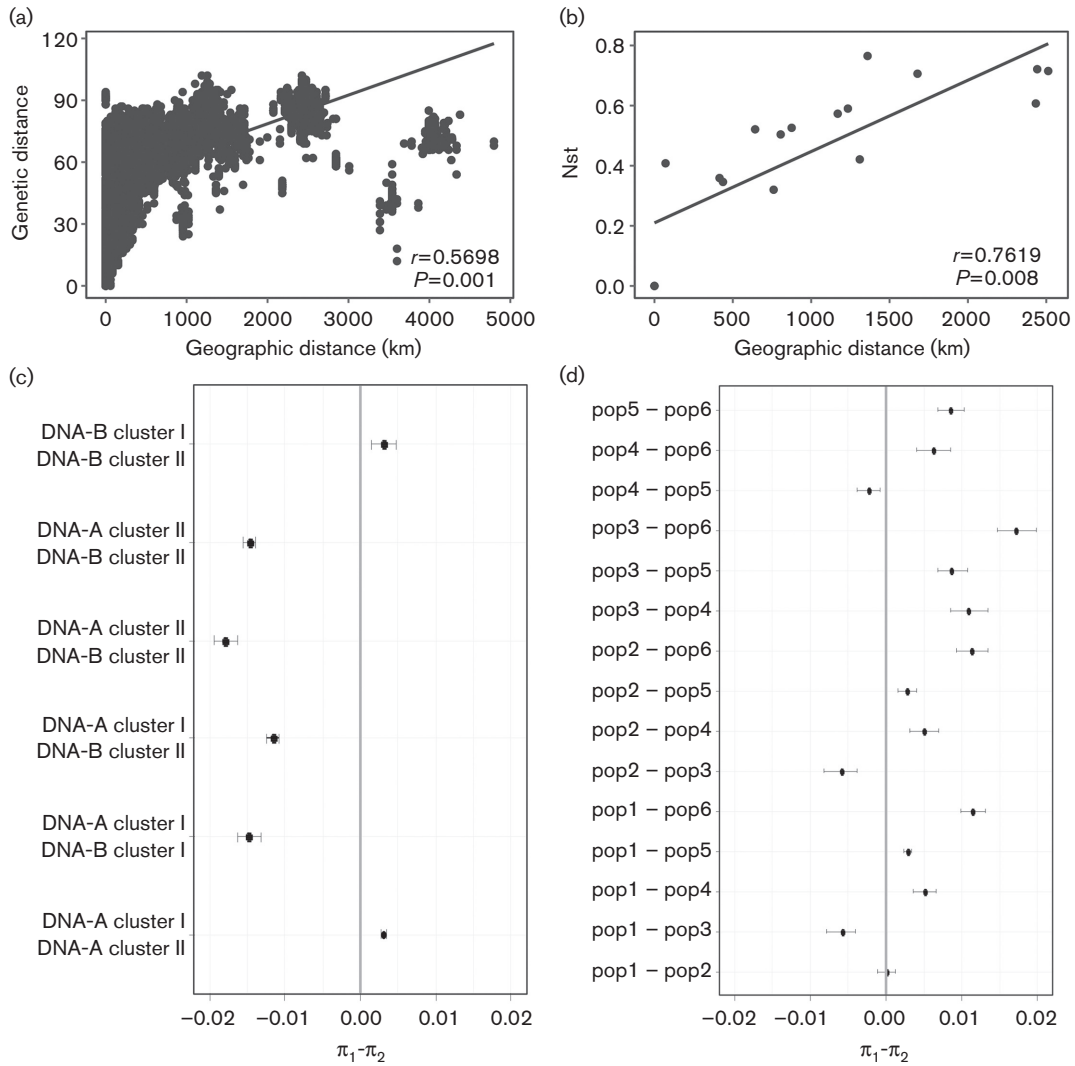 (a)
120
90
60
30
0
Genetic distance
r=0.5698
P=0.001
0 1000 2000 3000 4000 5000
Geographic distance (km)
(b)
0.8
0.6
0.4
0.2
0.0
Nst
r=0.7619
P=0.008
0 500 1000 1500 2000 2500
Geographic distance (km)
(c)
DNA-B cluster I
DNA-B cluster II
DNA-A cluster II
DNA-B cluster II
DNA-A cluster II
DNA-B cluster II
DNA-A cluster I
DNA-B cluster II
DNA-A cluster I
DNA-B cluster I
DNA-A cluster I
DNA-A cluster II
−0.02 −0.01 0.00 0.01 0.02
π1-π2
(d)
pop5 – pop6
pop4 – pop6
pop4 – pop5
pop3 – pop6
pop3 – pop5
pop3 – pop4
pop2 – pop6
pop2 – pop5
pop2 – pop4
pop2 – pop3
pop1 – pop6
pop1 – pop5
pop1 – pop4
pop1 – pop3
pop1 – pop2
−0.02 −0.01 0.00 0.01 0.02
π1-π2